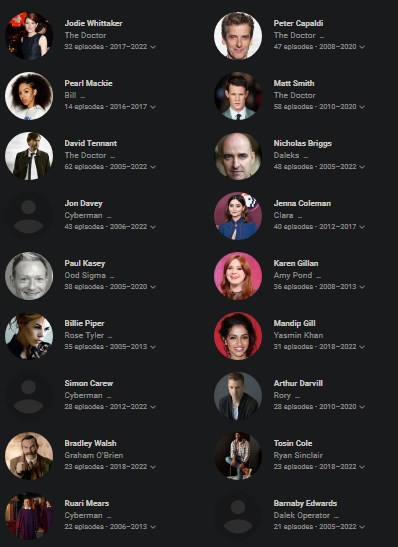 Jodie Whittaker
The Doctor
32 episodes • 2017–2022
Peter Capaldi
The Doctor ...
47 episodes • 2008–2020
Pearl Mackie
Bill ...
14 episodes • 2016–2017
Matt Smith
The Doctor
58 episodes • 2010–2020
David Tennant
The Doctor ...
62 episodes • 2005–2022
Nicholas Briggs
Daleks ...
48 episodes • 2005–2022
Jon Davey
Cyberman ...
43 episodes • 2006–2022
Jenna Coleman
Clara ...
40 episodes • 2012–2017
Paul Kasey
Ood Sigma ...
38 episodes • 2005–2020
Karen Gillan
Amy Pond ...
36 episodes • 2008–2013
Billie Piper
Rose Tyler ...
35 episodes • 2005–2013
Mandip Gill
Yasmin Khan
31 episodes • 2018–2022
Simon Carew
Cyberman ...
28 episodes • 2012–2022
Arthur Darvill
Rory ...
28 episodes • 2010–2020
Bradley Walsh
Graham O'Brien
23 episodes • 2018–2022
Tosin Cole
Ryan Sinclair
23 episodes • 2018–2022
Ruari Mears
Cyberman ...
22 episodes • 2006–2013
Barnaby Edwards
Dalek Operator ...
21 episodes • 2005–2022